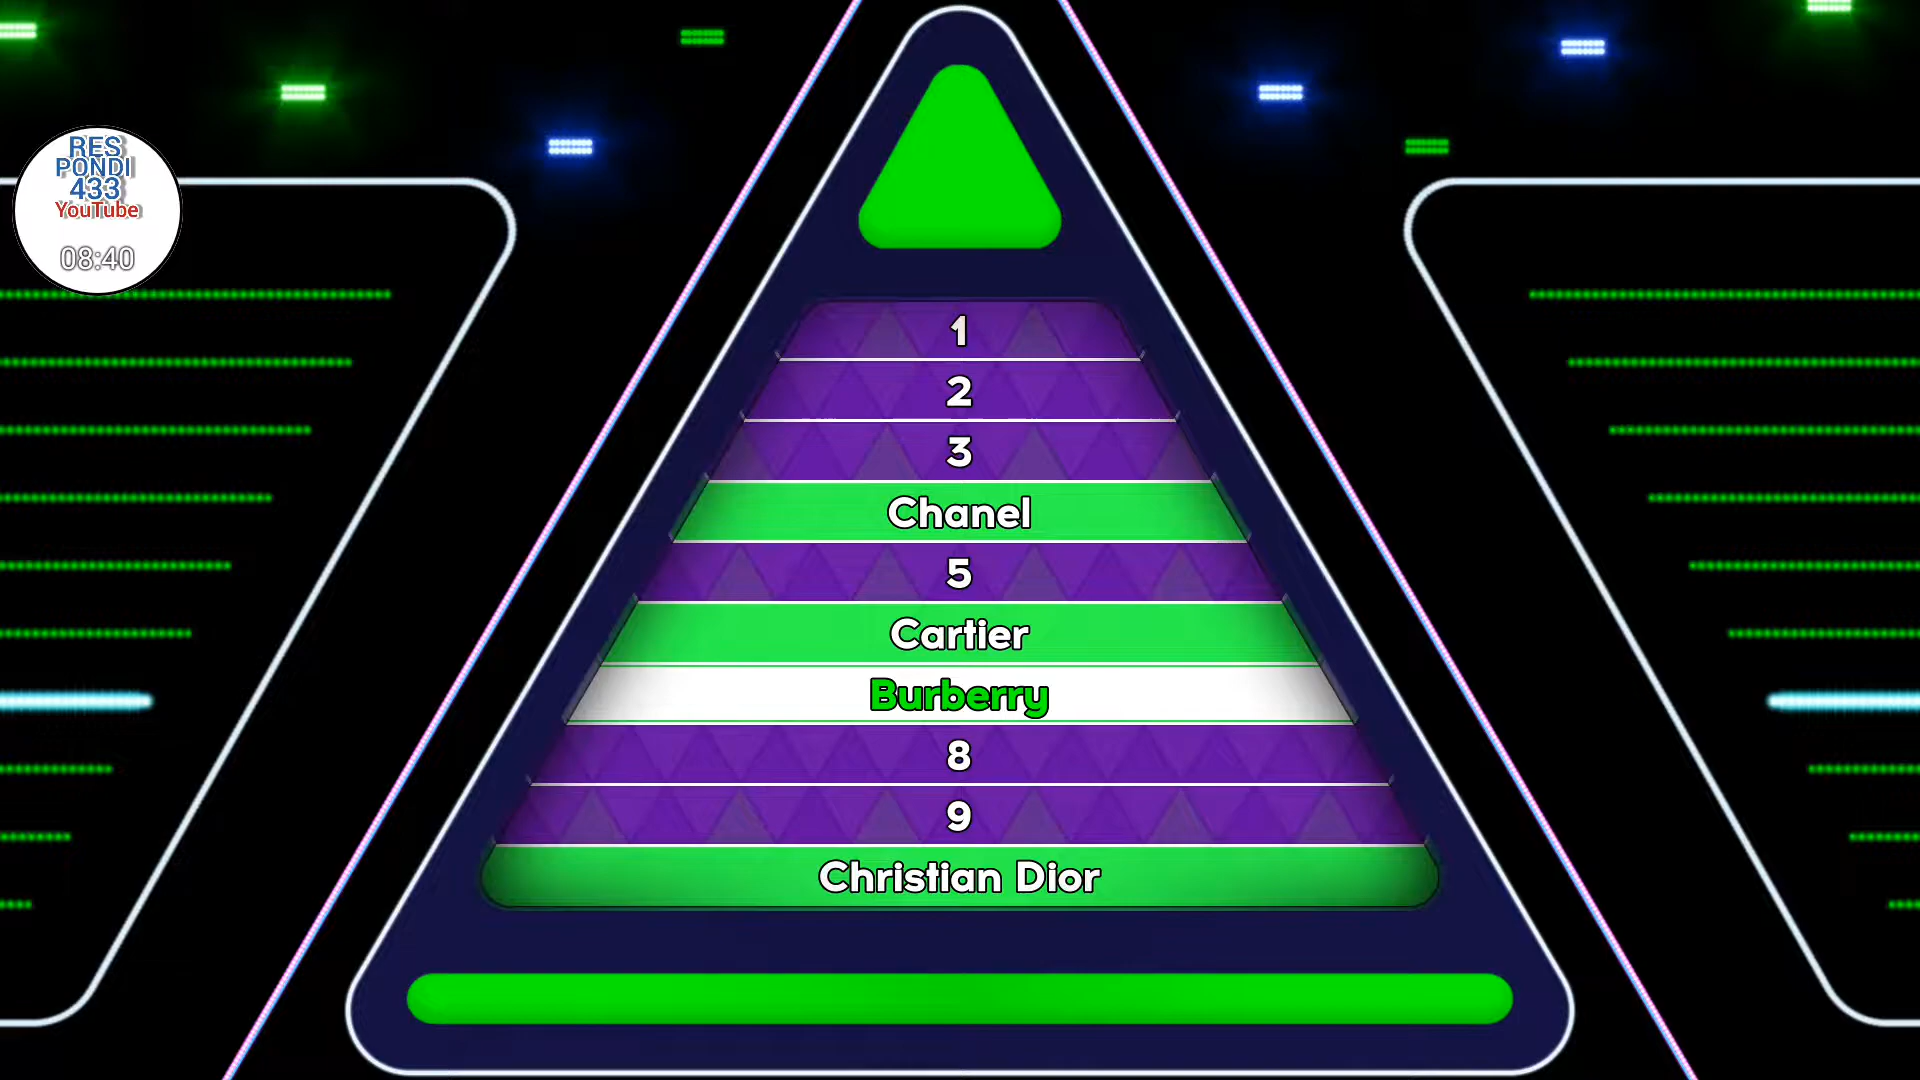 RES
PONDI
433
YouTube
08:40
1
2
3
Chanel
5
Cartier
Burberry
8
9
Christian Dior